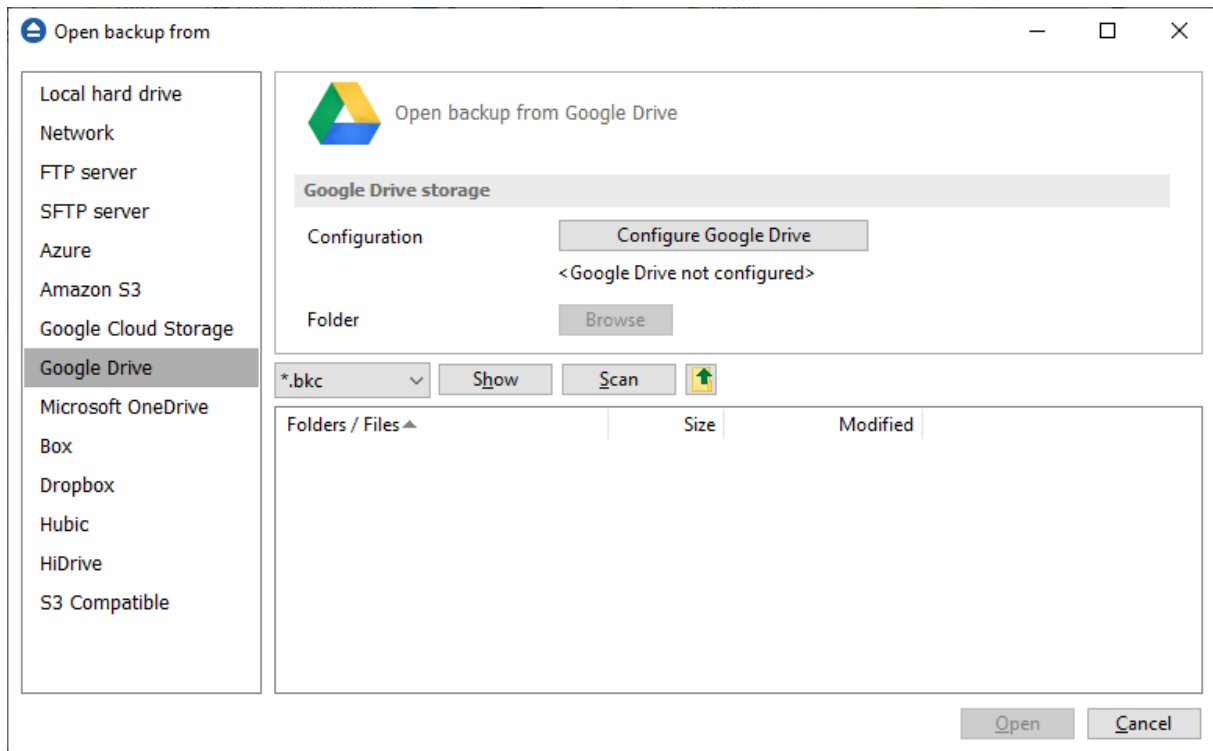 Open backup from
Local hard drive
Network
FTP server
SFTP server
Azure
Amazon S3
Google Cloud Storage
Google Drive
Microsoft OneDrive
Box
Dropbox
Hubic
HiDrive
S3 Compatible
Open backup from Google Drive
Google Drive storage
Configuration Configure Google Drive
<Google Drive not configured>
Folder Browse
*.bkc Show Scan
Folders / Files Size Modified
Open Cancel